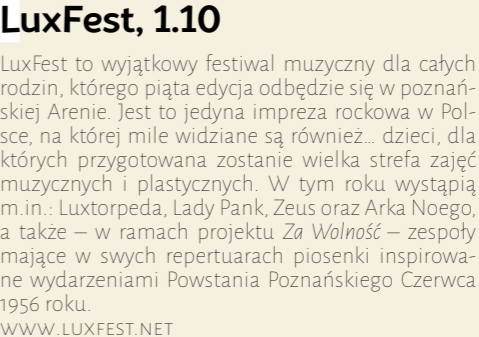 LuxFest, 1.10
LuxFest to wyjątkowy festiwal muzyczny dla całych
rodzin, którego piąta edycja odbędzie się w poznań-
skiej Arenie. Jest to jedyna impreza rockowa w Pol-
sce, na której mile widziane są również... dzieci, dla
których przygotowana zostanie wielka strefa zajęć
muzycznych i plastycznych. W tym roku wystąpią
m.in.: Luxtorpeda, Lady Pank, Zeus oraz Arka Noego,
a także – w ramach projektu Za Wolność – zespoły
mające w swych repertuarach piosenki inspirowa-
ne wydarzeniami Powstania Poznańskiego Czerwca
1956 roku.
WWW.LUXFEST.NET